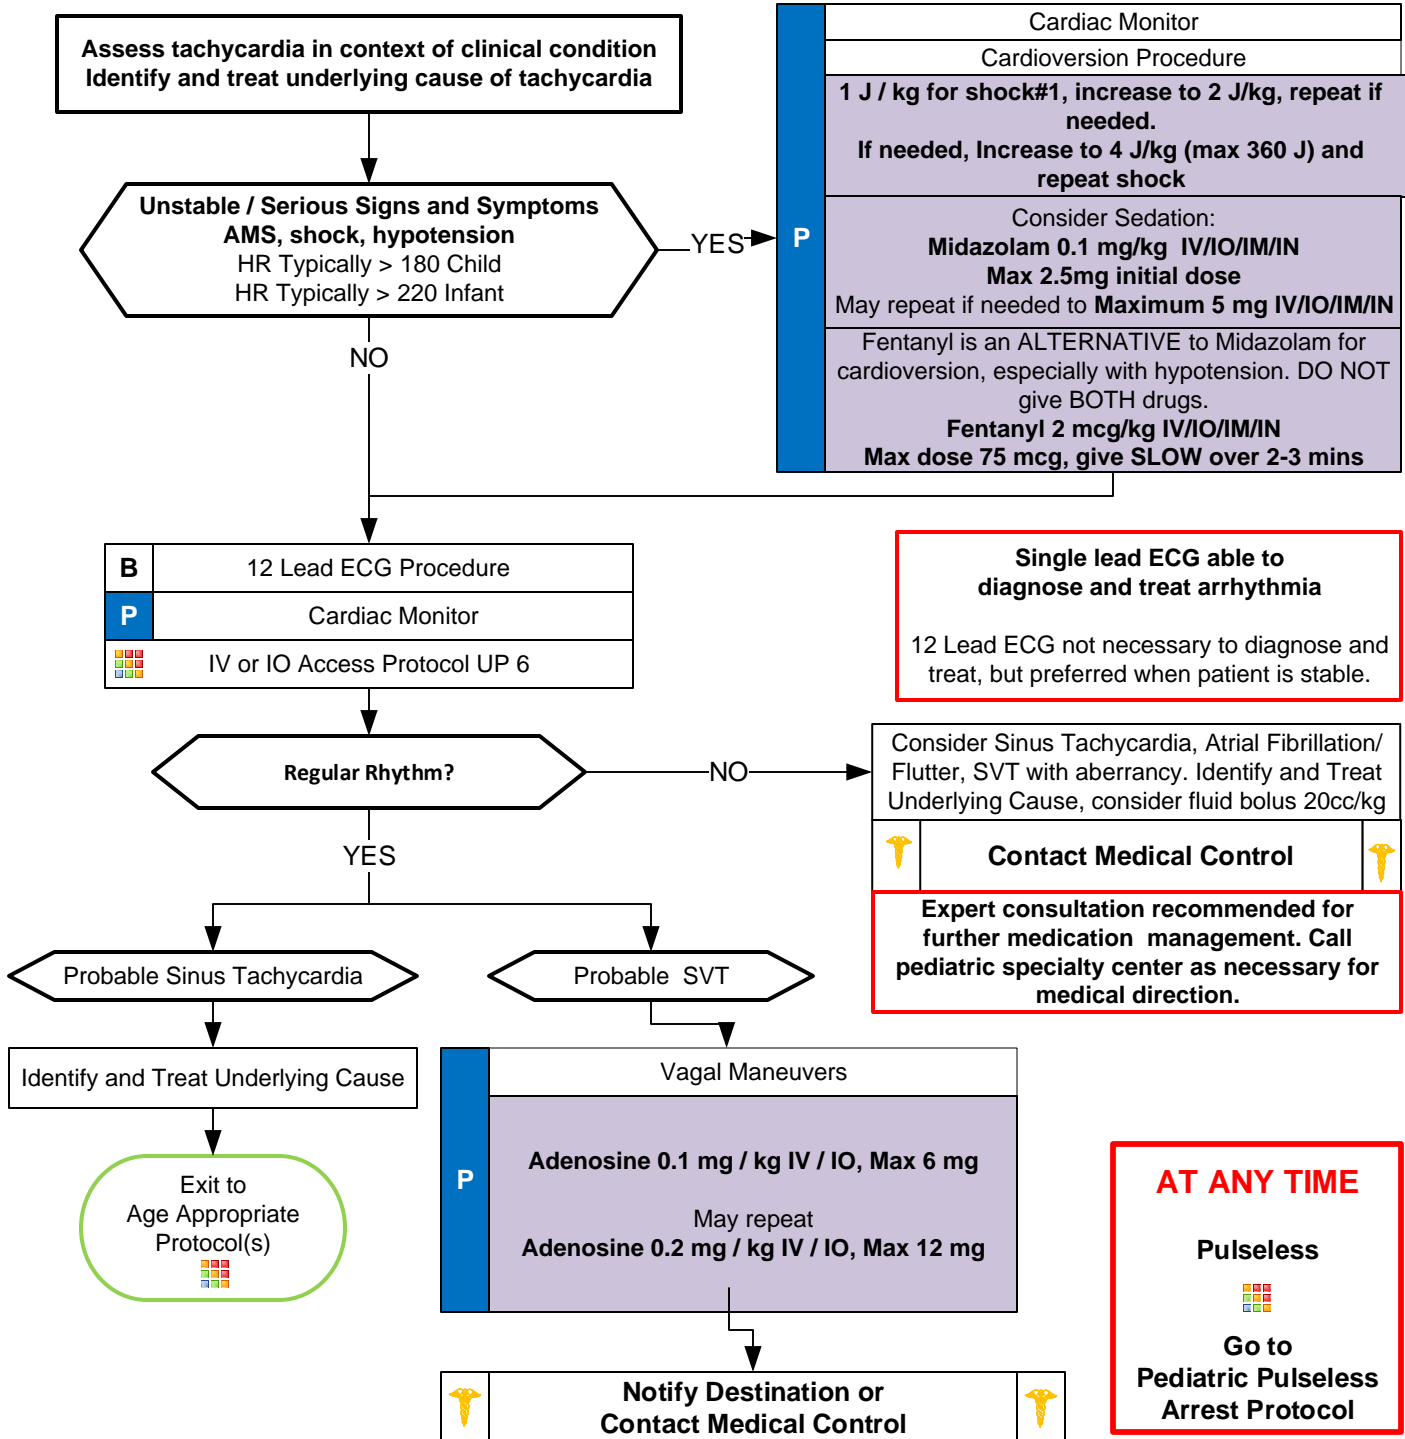 Assess tachycardia in context of clinical condition
Identify and treat underlying cause of tachycardia
Unstable / Serious Signs and Symptoms
AMS, shock, hypotension
HR Typically > 180 Child
HR Typically > 220 Infant
YES
NO
P
Cardiac Monitor
Cardioversion Procedure
1 J / kg for shock#1, increase to 2 J/kg, repeat if
needed.
If needed, Increase to 4 J/kg (max 360 J) and
repeat shock
Consider Sedation:
Midazolam 0.1 mg/kg IV/IO/IM/IN
Max 2.5mg initial dose
May repeat if needed to Maximum 5 mg IV/IO/IM/IN
Fentanyl is an ALTERNATIVE to Midazolam for
cardioversion, especially with hypotension. DO NOT
give BOTH drugs.
Fentanyl 2 mcg/kg IV/IO/IM/IN
Max dose 75 mcg, give SLOW over 2-3 mins
B
12 Lead ECG Procedure
P
Cardiac Monitor
IV or IO Access Protocol UP 6
Single lead ECG able to
diagnose and treat arrhythmia
12 Lead ECG not necessary to diagnose and
treat, but preferred when patient is stable.
Regular Rhythm?
NO
YES
Consider Sinus Tachycardia, Atrial Fibrillation/
Flutter, SVT with aberrancy. Identify and Treat
Underlying Cause, consider fluid bolus 20cc/kg
Contact Medical Control
Expert consultation recommended for
further medication management. Call
pediatric specialty center as necessary for
medical direction.
Probable Sinus Tachycardia
Probable SVT
Identify and Treat Underlying Cause
Exit to
Age Appropriate
Protocol(s)
P
Vagal Maneuvers
Adenosine 0.1 mg / kg IV / IO, Max 6 mg
May repeat
Adenosine 0.2 mg / kg IV / IO, Max 12 mg
Notify Destination or
Contact Medical Control
AT ANY TIME
Pulseless
Go to
Pediatric Pulseless
Arrest Protocol